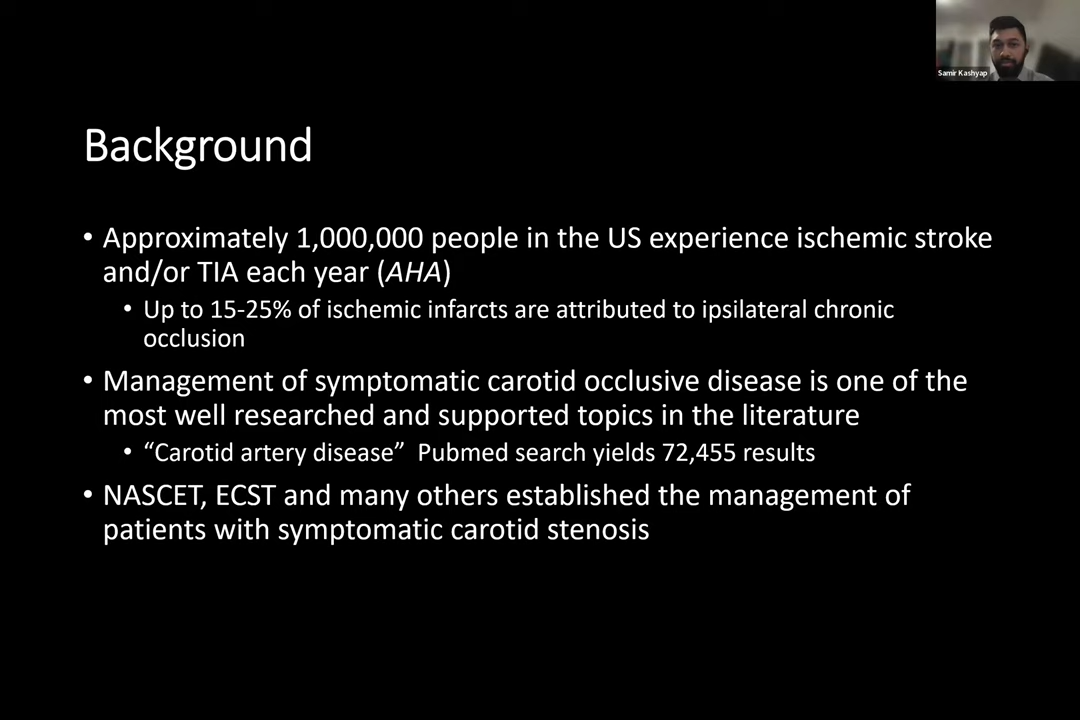 Samir Kashyap
Background
• Approximately 1,000,000 people in the US experience ischemic stroke
and/or TIA each year (AHA)
• Up to 15-25% of ischemic infarcts are attributed to ipsilateral chronic
occlusion
• Management of symptomatic carotid occlusive disease is one of the
most well researched and supported topics in the literature
• “Carotid artery disease” Pubmed search yields 72,455 results
• NASCET, ECST and many others established the management of
patients with symptomatic carotid stenosis